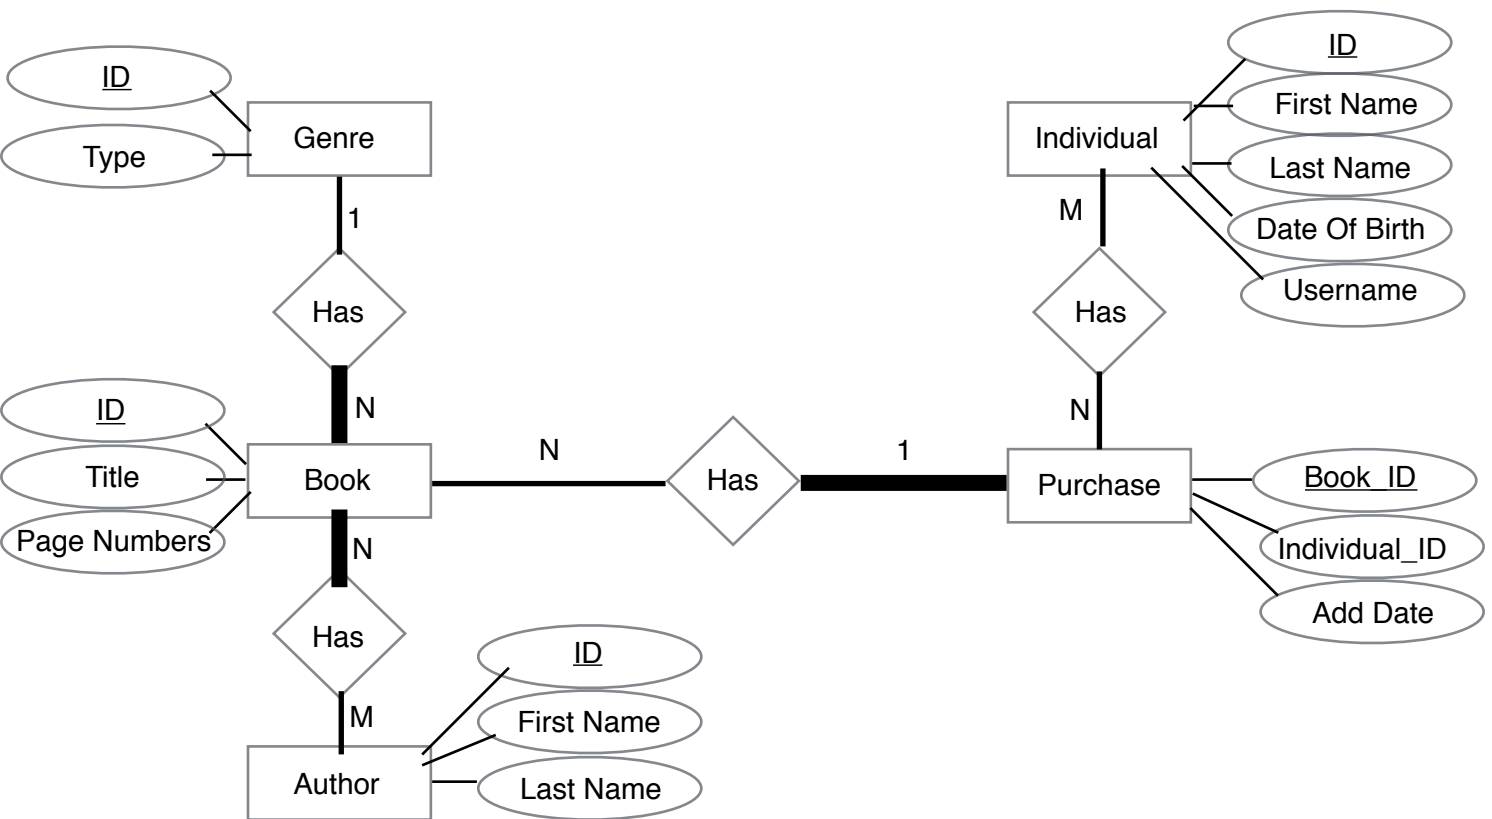 ID
Type
Genre
1
Has
N
ID
Title
Page Numbers
Book
N
Has
1
N
Has
M
Author
ID
First Name
Last Name
Individual
ID
First Name
Last Name
Date Of Birth
Username
M
Has
N
Purchase
Book_ID
Individual_ID
Add Date